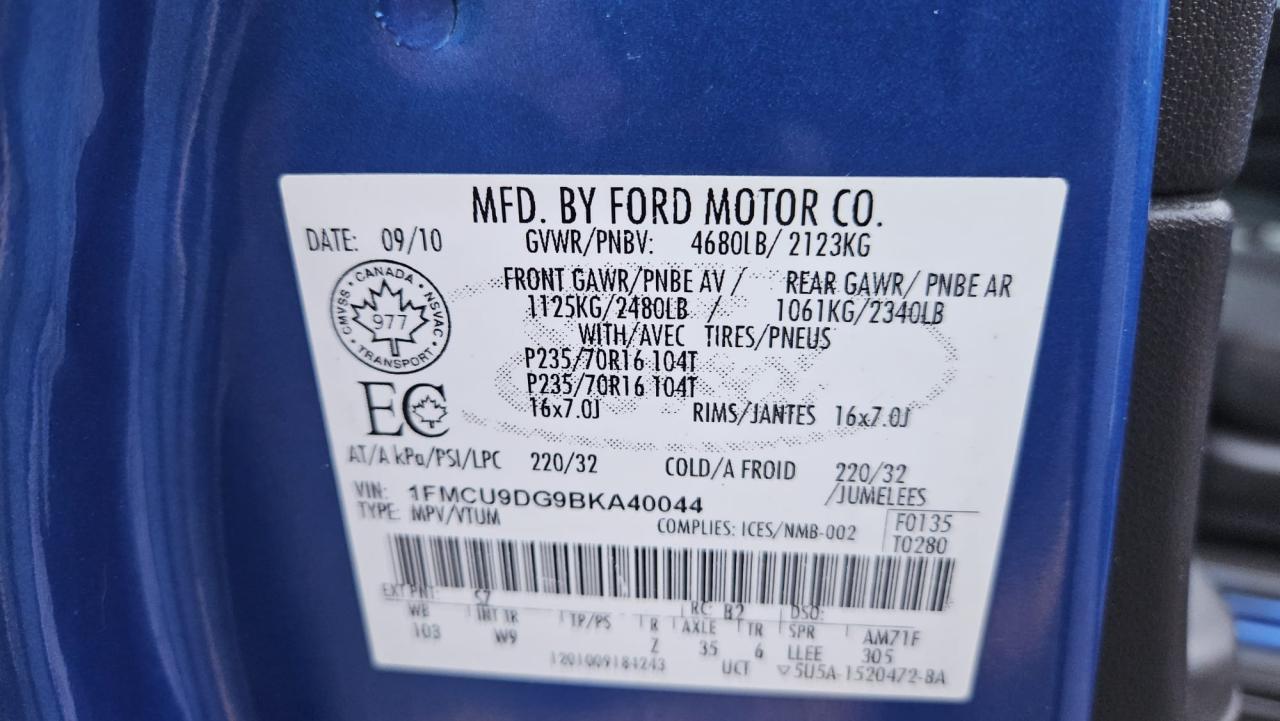 MFD. BY FORD MOTOR CO.
DATE: 09/10 GVWR/PNBV: 4680LB/ 2123KG
FRONT GAWR/PNBE AV / REAR GAWR/ PNBE AR
1125KG/2480LB / 1061KG/2340LB
WITH/AVEC TIRES/PNEUS
CANADA
CMVSS NSVAC
977
TRANSPORT
P235/70R16 104T
P235/70R16 104T
EC
16x7.0J RIMS/JANTES 16x7.0J
AT/A kPa/PSI/LPC 220/32 COLD/A FROID 220/32
/JUMELEES
VIN: 1FMCU9DG9BKA40044
TYPE: MPV/VTUM COMPLIES: ICES/NMB-002 F0135
T0280
EXT PNT: RC: B2 DSO:
WB INT TR TP/PS R AXLE TR SPR AM71F
103 W9 Z 35 6 LLEE 305
1201009184243 UCT 5U5A-1520472-BA